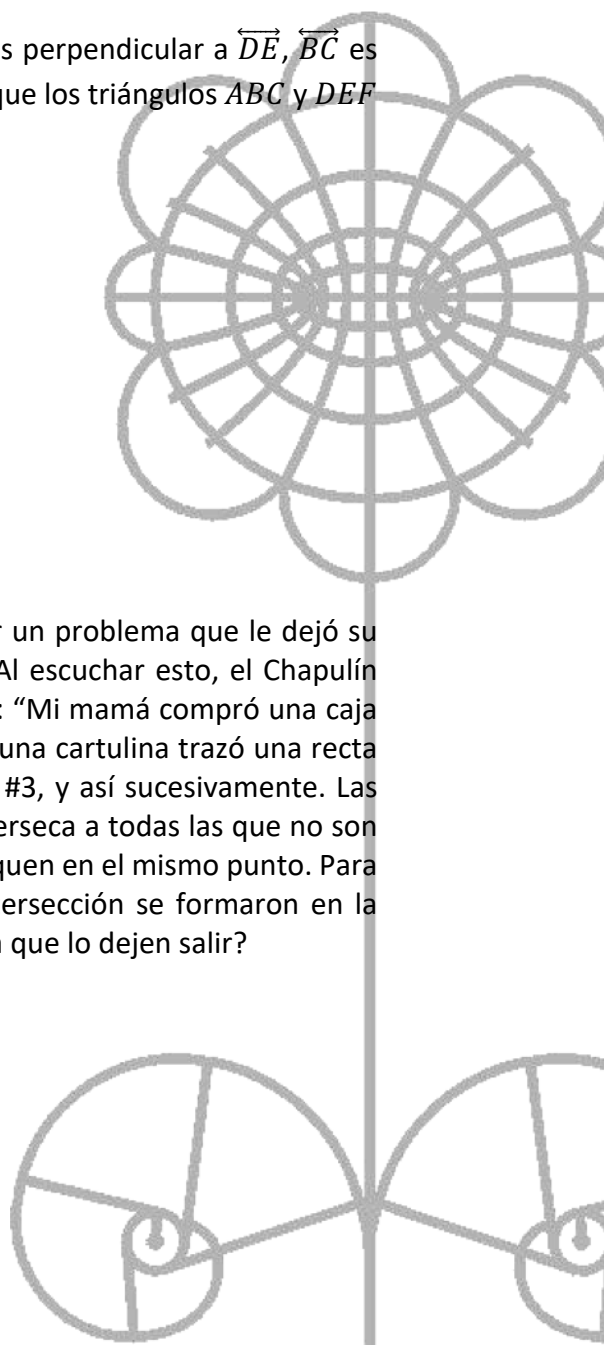 s perpendicular a DE, BC es
que los triángulos ABC y DEF
r un problema que le dejó su
Al escuchar esto, el Chapulín
: “Mi mamá compró una caja
una cartulina trazó una recta
#3, y así sucesivamente. Las
erseca a todas las que no son
quen en el mismo punto. Para
ersección se formaron en la
que lo dejen salir?